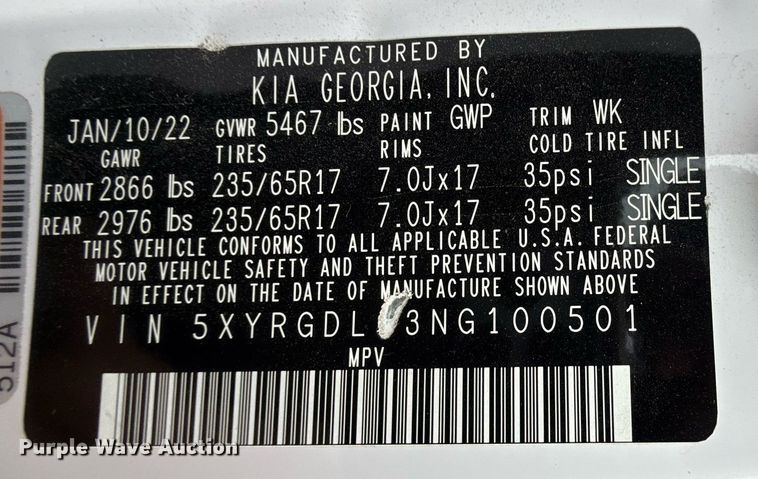 MANUFACTURED BY
KIA GEORGIA, INC.
JAN/10/22 GVWR 5467 lbs PAINT GWP TRIM WK
GAWR TIRES RIMS COLD TIRE INFL
FRONT 2866 lbs 235/65R17 7.0Jx17 35psi SINGLE
REAR 2976 lbs 235/65R17 7.0Jx17 35psi SINGLE
THIS VEHICLE CONFORMS TO ALL APPLICABLE U.S.A. FEDERAL
MOTOR VEHICLE SAFETY AND THEFT PREVENTION STANDARDS
IN EFFECT ON THE DATE OF MANUFACTURE SHOWN ABOVE
VIN
MPV
512A
Purple Wave Auction